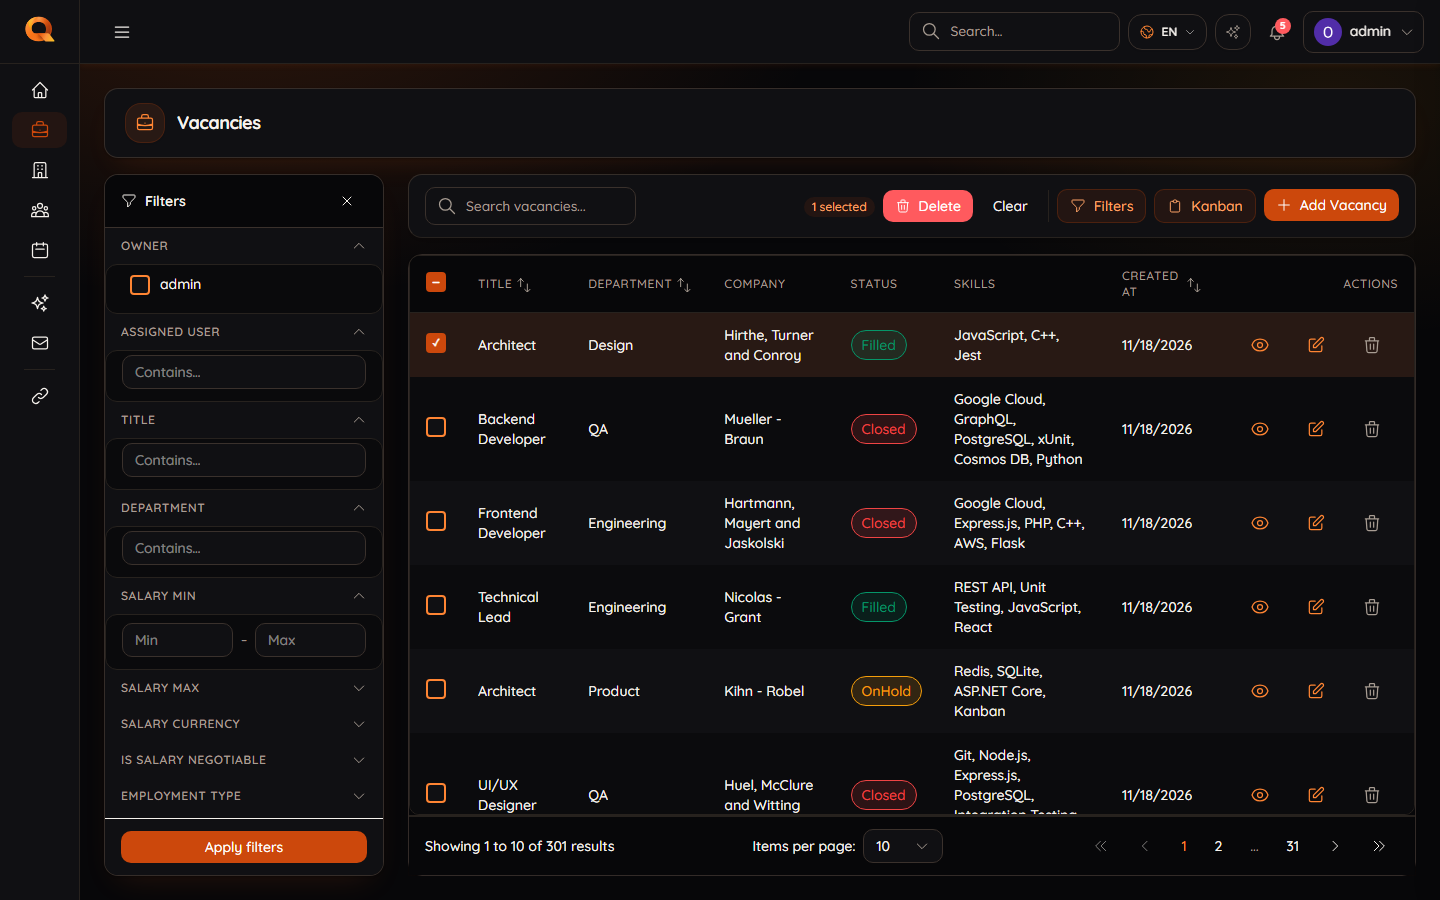 Search...
EN
5
O
admin
Vacancies
Filters
OWNER
admin
ASSIGNED USER
Contains...
TITLE
Contains...
DEPARTMENT
Contains...
SALARY MIN
Min
-
Max
SALARY MAX
SALARY CURRENCY
IS SALARY NEGOTIABLE
EMPLOYMENT TYPE
Apply filters
Search vacancies...
1 selected
Delete
Clear
Filters
Kanban
Add Vacancy
TITLE
DEPARTMENT
COMPANY
STATUS
SKILLS
CREATED
AT
ACTIONS
Architect
Design
Hirthe, Turner
and Conroy
Filled
JavaScript, C++,
Jest
11/18/2026
Backend
Developer
QA
Mueller -
Braun
Closed
Google Cloud,
GraphQL,
PostgreSQL, xUnit,
Cosmos DB, Python
11/18/2026
Frontend
Developer
Engineering
Hartmann,
Mayert and
Jaskolski
Closed
Google Cloud,
Express.js, PHP, C++,
AWS, Flask
11/18/2026
Technical
Lead
Engineering
Nicolas -
Grant
Filled
REST API, Unit
Testing, JavaScript,
React
11/18/2026
Architect
Product
Kihn - Robel
OnHold
Redis, SQLite,
ASP.NET Core,
Kanban
11/18/2026
UI/UX
Designer
QA
Huel, McClure
and Witting
Closed
Git, Node.js,
Express.js,
PostgreSQL,
Integration Testing
11/18/2026
Showing 1 to 10 of 301 results
Items per page:
10
1
2
...
31